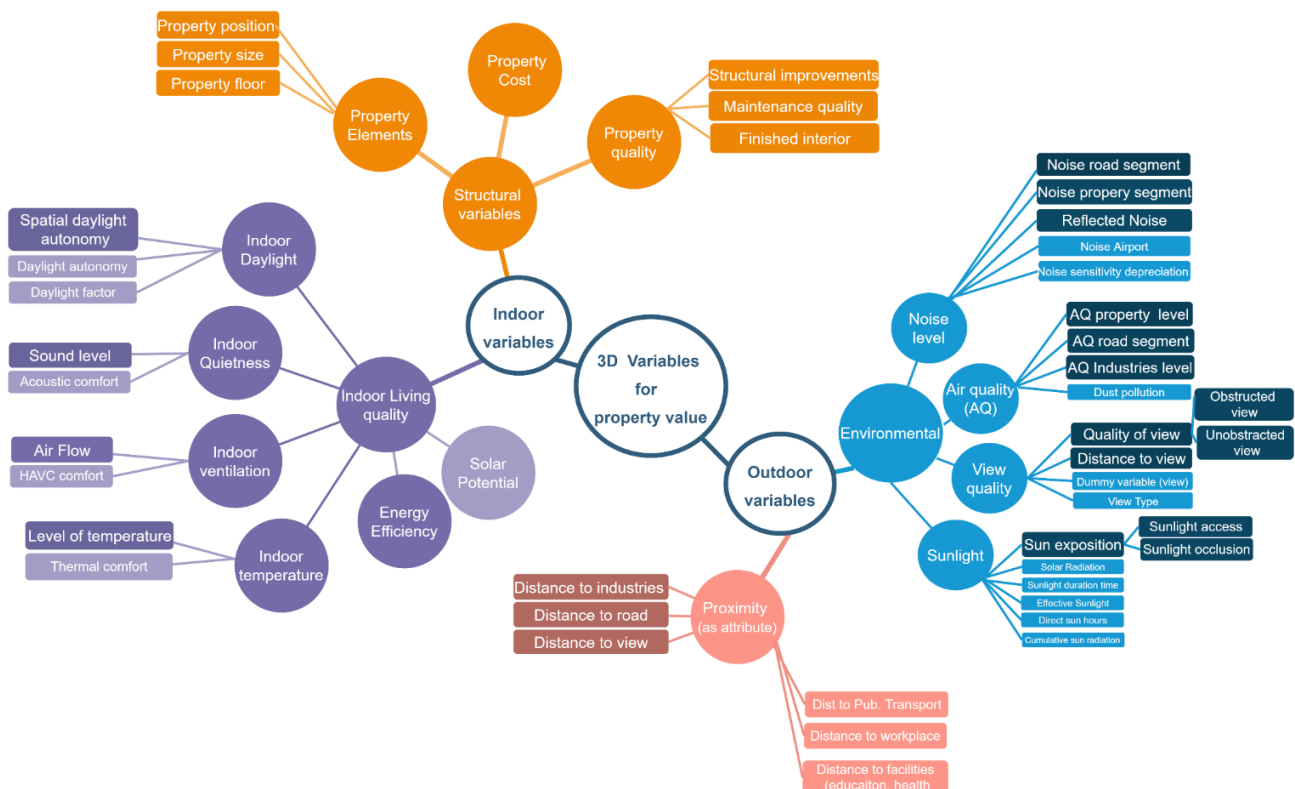 Property position
Property size
Property floor
Property
Elements
Property
Cost
Property
quality
Structural improvements
Maintenance quality
Finished interior
Structural
variables
Spatial daylight
autonomy
Daylight autonomy
Daylight factor
Indoor
Daylight
Sound level
Acoustic comfort
Indoor
Quietness
Air Flow
HAVC comfort
Indoor
ventilation
Level of temperature
Thermal comfort
Indoor
temperature
Indoor Living
quality
Energy
Efficiency
Solar
Potential
Indoor
variables
3D Variables
for
property value
Outdoor
variables
Environmental
Noise
level
Noise road segment
Noise propery segment
Reflected Noise
Noise Airport
Noise sensitivity depreciation
Air quality
(AQ)
AQ property level
AQ road segment
AQ Industries level
Dust pollution
View
quality
Quality of view
Distance to view
Dummy variable (view)
View Type
Obstructed
view
Unobstracted
view
Sunlight
Sun exposition
Solar Radiation
Sunlight duration time
Effective Sunlight
Direct sun hours
Cumulative sun radiation
Sunlight access
Sunlight occlusion
Proximity
(as attribute)
Distance to industries
Distance to road
Distance to view
Dist to Pub. Transport
Distance to workplace
Distance to facilities
(educaiton, health